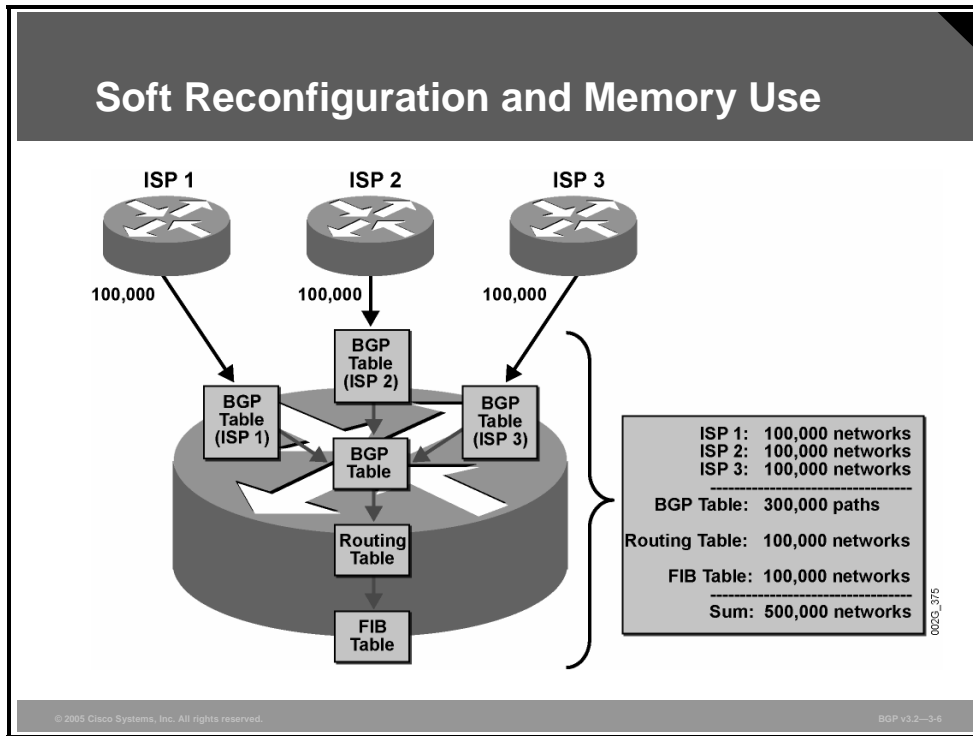 Soft Reconfiguration and Memory Use
ISP 1
ISP 2
ISP 3
100,000
100,000
100,000
BGP
Table
(ISP 1)
BGP
Table
(ISP 2)
BGP
Table
(ISP 3)
BGP
Table
Routing
Table
FIB
Table
ISP 1: 100,000 networks
ISP 2: 100,000 networks
ISP 3: 100,000 networks
-----------------------------------
BGP Table: 300,000 paths
Routing Table: 100,000 networks
FIB Table: 100,000 networks
-----------------------------------
Sum: 500,000 networks
002G_375
© 2005 Cisco Systems, Inc. All rights reserved.
BGP v3.2—3-6